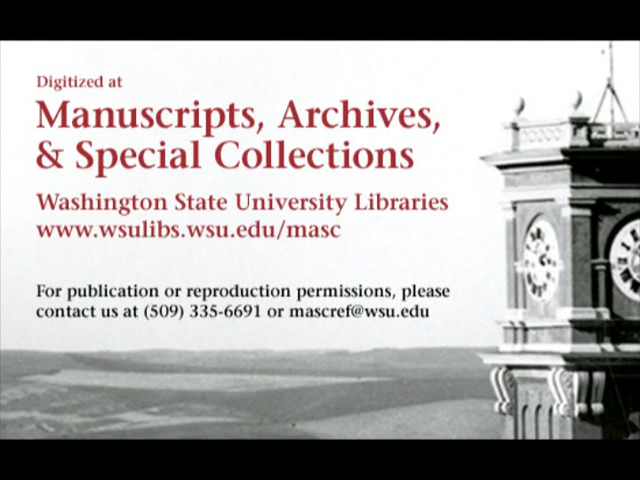 Digitized at
Manuscripts, Archives,
& Special Collections
Washington State University Libraries
www.wsulibs.wsu.edu/masc
For publication or reproduction permissions, please
contact us at (509) 335-6691 or mascref@wsu.edu